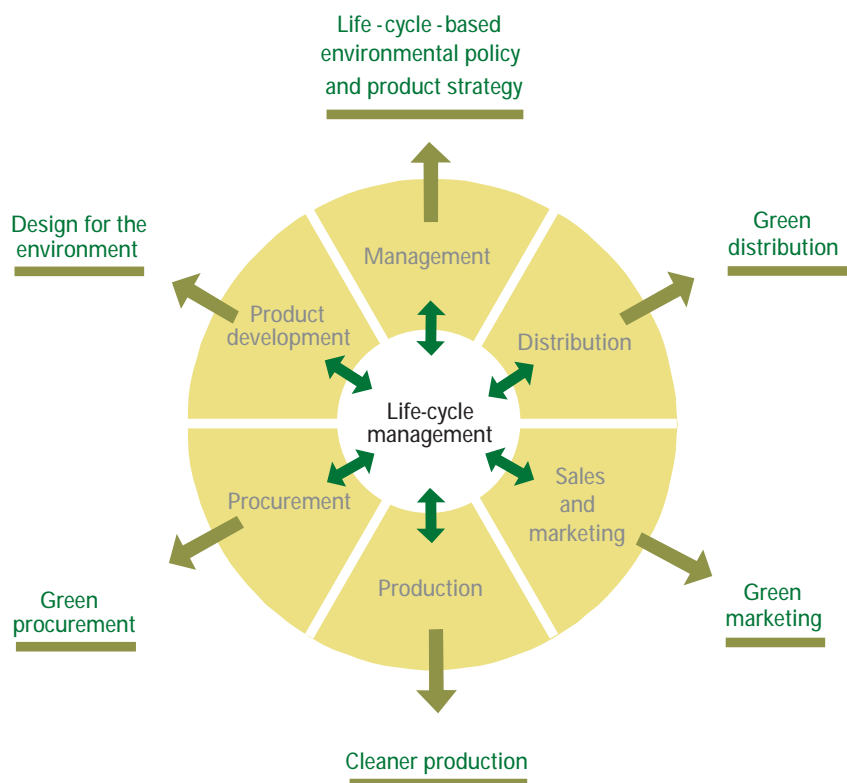 Life - cycle - based
environmental policy
and product strategy
Design for the
environment
Green
distribution
Management
Product
development
Distribution
Life-cycle
management
Procurement
Sales
and
marketing
Production
Green
procurement
Green
marketing
Cleaner production